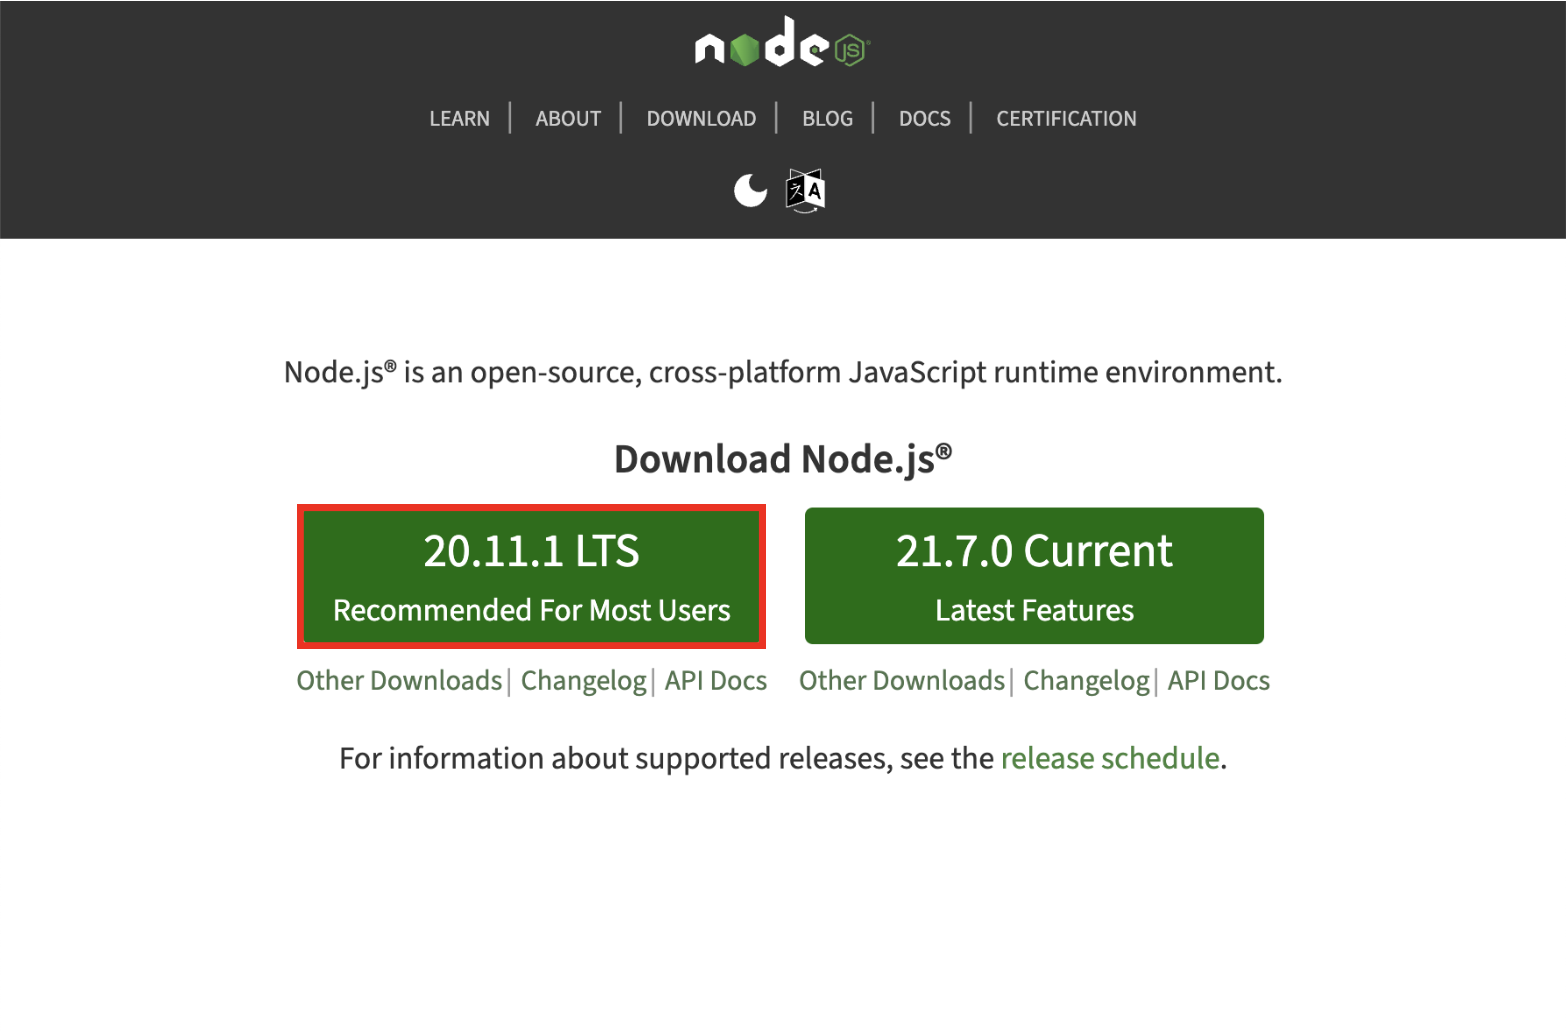 node JS®
LEARN | ABOUT | DOWNLOAD | BLOG | DOCS | CERTIFICATION
A
Node.js® is an open-source, cross-platform JavaScript runtime environment.
Download Node.js®
20.11.1 LTS
Recommended For Most Users
21.7.0 Current
Latest Features
Other Downloads | Changelog | API Docs
Other Downloads | Changelog | API Docs
For information about supported releases, see the release schedule.